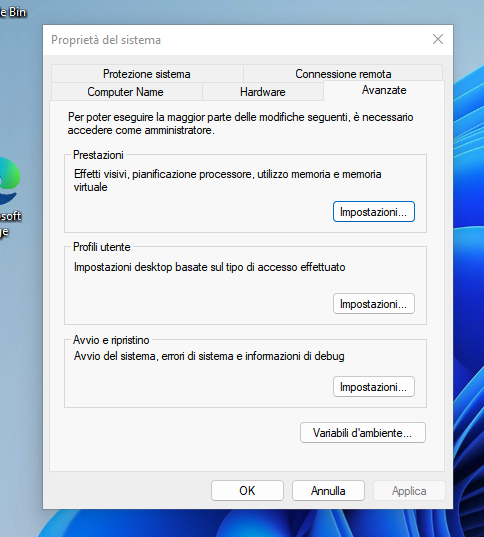 e Bin
Proprietà del sistema
Protezione sistema
Connessione remota
Computer Name
Hardware
Avanzate
Per poter eseguire la maggior parte delle modifiche seguenti, è necessario
accedere come amministratore.
Prestazioni
Effetti visivi, pianificazione processore, utilizzo memoria e memoria
virtuale
Impostazioni...
Profili utente
Impostazioni desktop basate sul tipo di accesso effettuato
Impostazioni...
Avvio e ripristino
Avvio del sistema, errori di sistema e informazioni di debug
Impostazioni...
Variabili d'ambiente...
OK
Annulla
Applica
osoft
ge